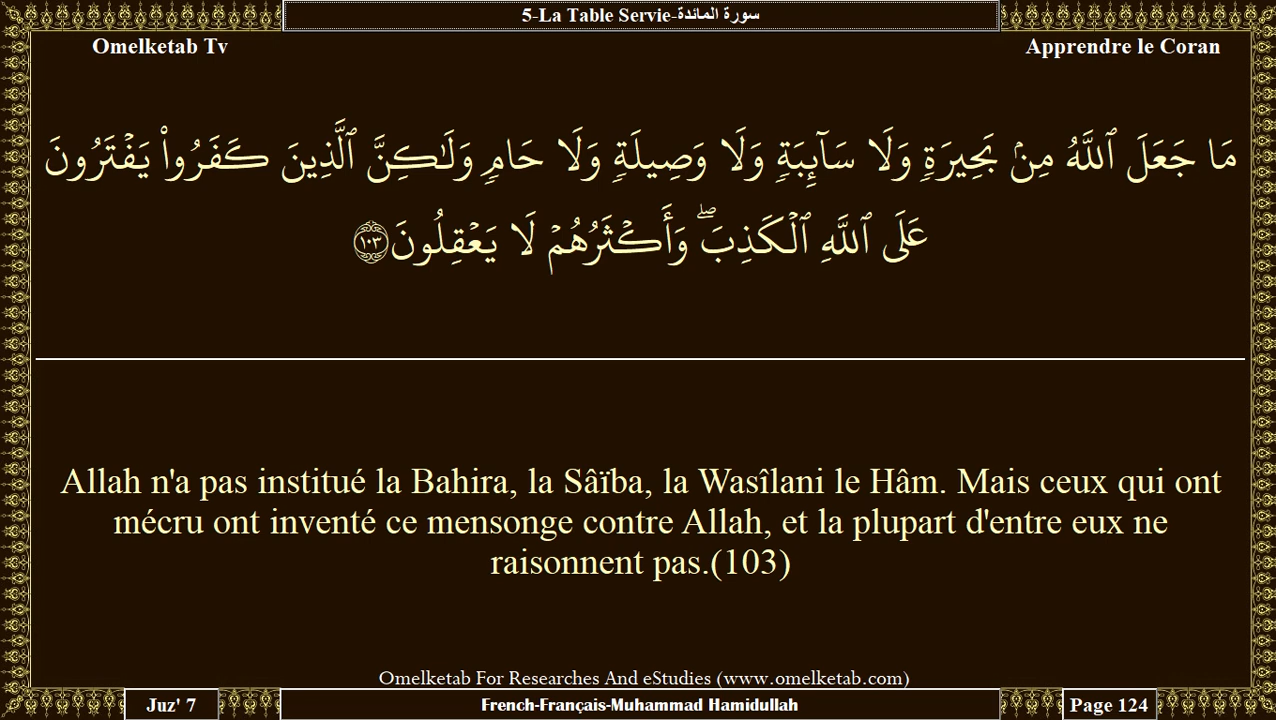 5-La Table Servie-سورة المائدة
Omelketab Tv
Apprendre le Coran
مَا جَعَلَ ٱللَّهُ مِنۢ بَحِيرَةٖ وَلَا سَآئِبَةٖ وَلَا وَصِيلَةٖ وَلَا حَامٖ وَلَٰكِنَّ ٱلَّذِينَ كَفَرُواْ يَفۡتَرُونَ
عَلَى ٱللَّهِ ٱلۡكَذِبَۖ وَأَكۡثَرُهُمۡ لَا يَعۡقِلُونَ ١٠٣
Allah n'a pas institué la Bahira, la Sâïba, la Wasîlani le Hâm. Mais ceux qui ont
mécru ont inventé ce mensonge contre Allah, et la plupart d'entre eux ne
raisonnent pas.(103)
Omelketab For Researches And eStudies (www.omelketab.com)
Juz' 7
French-Français-Muhammad Hamidullah
Page 124